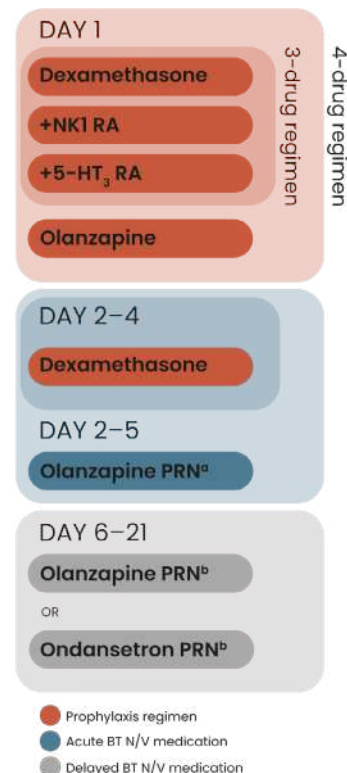 DAY 1
Dexamethasone
+NK1 RA
+5-HT₃ RA
Olanzapine
3-drug regimen
4-drug regimen
DAY 2–4
Dexamethasone
DAY 2–5
Olanzapine PRNᵃ
DAY 6–21
Olanzapine PRNᵇ
OR
Ondansetron PRNᵇ
Prophylaxis regimen
Acute BT N/V medication
Delayed BT N/V medication